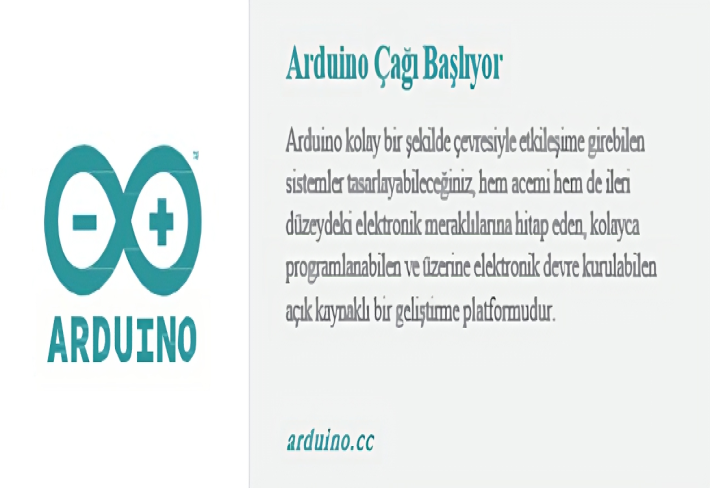 Arduino Çağı Başlıyor
Arduino kolay bir şekilde çevresiyle etkileşime girebilen
sistemler tasarlayabileceğiniz, hem acemi hem de ileri
düzeydeki elektronik meraklılarına hitap eden, kolayca
programlanabilen ve üzerine elektronik devre kurulabilen
açık kaynaklı bir geliştirme platformudur.
ARDUINO
arduino.cc